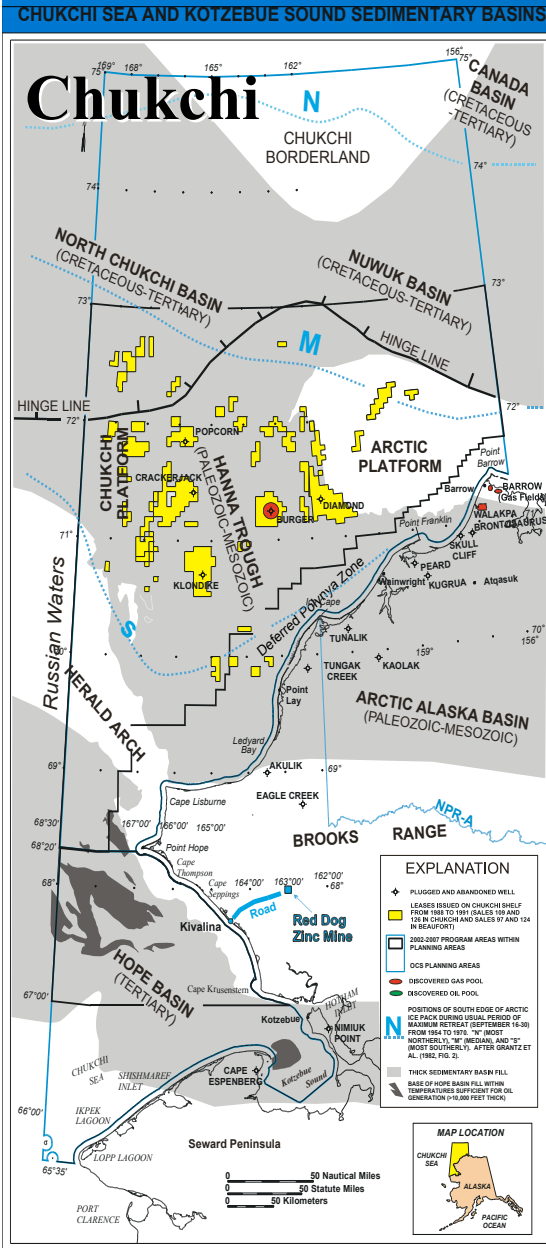 CHUKCHI SEA AND KOTZEBUE SOUND SEDIMENTARY BASINS
Chukchi
75°
169°
168°
165°
162°
156°
75°
CANADA
BASIN
(CRETACEOUS
-TERTIARY)
N
CHUKCHI
BORDERLAND
74°
74°
NORTH CHUKCHI BASIN
(CRETACEOUS-TERTIARY)
NUWUK BASIN
(CRETACEOUS-TERTIARY)
73°
73°
M
HINGE LINE
HINGE LINE
72°
72°
POPCORN
CHUKCHI
PLATFORM
HANNA TROUGH
(PALEOZOIC-MESOZOIC)
ARCTIC
PLATFORM
Point
Barrow
CRACKERJACK
Barrow
BARROW
(Gas Fields)
DIAMOND
BURGER
WALAKPA
BRONTOSAURUS
Point Franklin
SKULL
CLIFF
71°
PEARD
Wainwright
KUGRUA
Atqasuk
KLONDIKE
Deferred Polynya Zone
Icy Cape
S
TUNALIK
156°
70°
159°
TUNGAK
CREEK
KAOLAK
Russian Waters
HERALD ARCH
Point
Lay
ARCTIC ALASKA BASIN
(PALEOZOIC-MESOZOIC)
Ledyard
Bay
69°
AKULIK
69°
EAGLE CREEK
Cape Lisburne
NPR-A
68°30'
167°00'
166°00'
165°00'
BROOKS RANGE
68°20'
Point Hope
Cape
Thompson
68°
Cape
Seppings
164°00'
163°00'
162°00'
68°
Road
Red Dog
Zinc Mine
Kivalina
HOPE BASIN
(TERTIARY)
67°00'
Cape Krusenstern
HOTHAM
INLET
Kotzebue
NIMIUK
POINT
CHUKCHI
SEA
SHISHMAREF
INLET
CAPE
ESPENBERG
Kotzebue
Sound
IKPEK
LAGOON
66°00'
65°35'
LOPP LAGOON
Seward Peninsula
PORT
CLARENCE
0 50 Nautical Miles
0 50 Statute Miles
0 50 Kilometers
EXPLANATION
PLUGGED AND ABANDONED WELL
LEASES ISSUED ON CHUKCHI SHELF
FROM 1988 TO 1991 (SALES 109 AND
126 IN CHUKCHI AND SALES 97 AND 124
IN BEAUFORT)
2002-2007 PROGRAM AREAS WITHIN
PLANNING AREAS
OCS PLANNING AREAS
DISCOVERED GAS POOL
DISCOVERED OIL POOL
N
POSITIONS OF SOUTH EDGE OF ARCTIC
ICE PACK DURING USUAL PERIOD OF
MAXIMUM RETREAT (SEPTEMBER 16-30)
FROM 1954 TO 1970. "N" (MOST
NORTHERLY), "M" (MEDIAN), AND "S"
(MOST SOUTHERLY). AFTER GRANTZ ET
AL. (1982, FIG. 2).
THICK SEDIMENTARY BASIN FILL
BASE OF HOPE BASIN FILL WITHIN
TEMPERATURES SUFFICIENT FOR OIL
GENERATION (>10,000 FEET THICK)
MAP LOCATION
CHUKCHI
SEA
ALASKA
PACIFIC
OCEAN